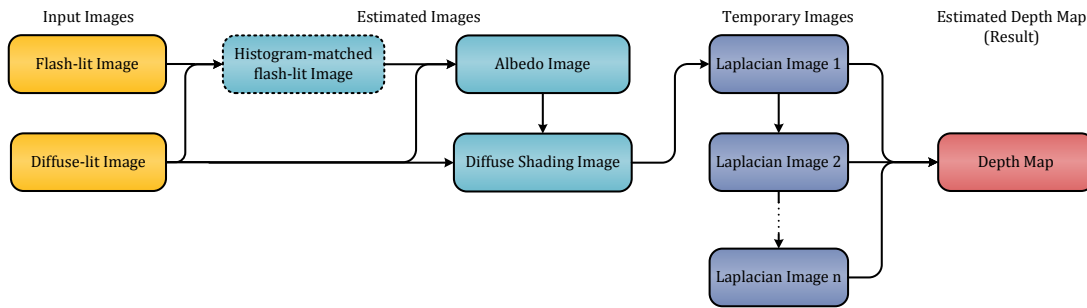 Input Images
Estimated Images
Temporary Images
Estimated Depth Map
(Result)
Flash-lit Image
Histogram-matched
flash-lit Image
Albedo Image
Laplacian Image 1
Diffuse-lit Image
Diffuse Shading Image
Laplacian Image 2
Depth Map
Laplacian Image n